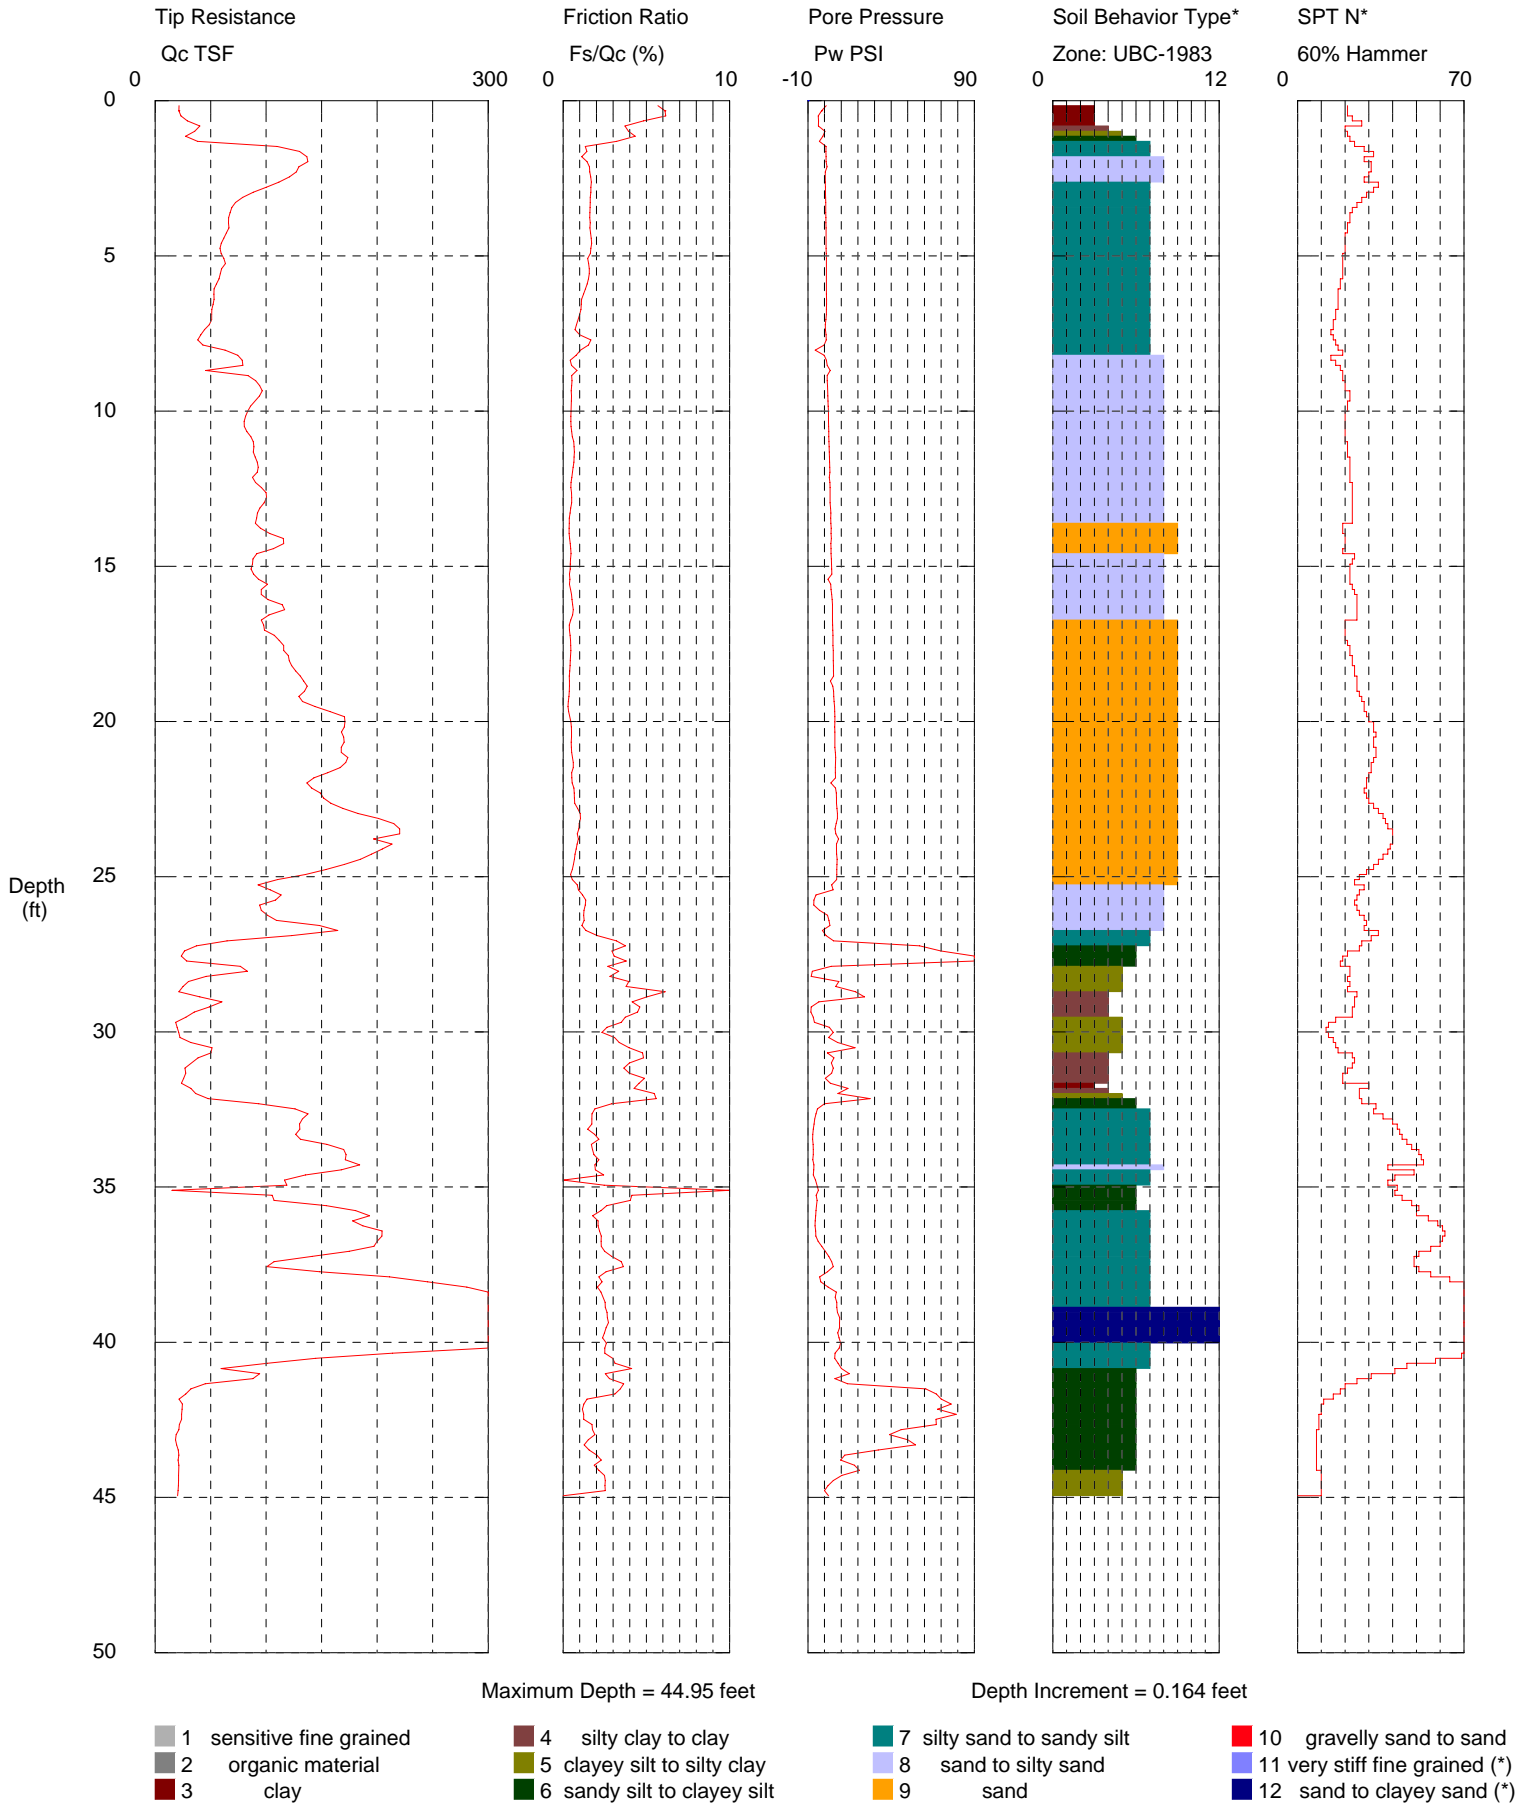 Tip Resistance Friction Ratio Pore Pressure Soil Behavior Type* SPT N*
Qc TSF Fs/Qc (%) Pw PSI Zone: UBC-1983 60% Hammer
0 300 0 10 -10 90 0 12 0 70
0
5
10
15
20
25
Depth
(ft)
30
35
40
45
50
Maximum Depth = 44.95 feet Depth Increment = 0.164 feet
1 sensitive fine grained 4 silty clay to clay 7 silty sand to sandy silt 10 gravelly sand to sand
2 organic material 5 clayey silt to silty clay 8 sand to silty sand 11 very stiff fine grained (*)
3 clay 6 sandy silt to clayey silt 9 sand 12 sand to clayey sand (*)